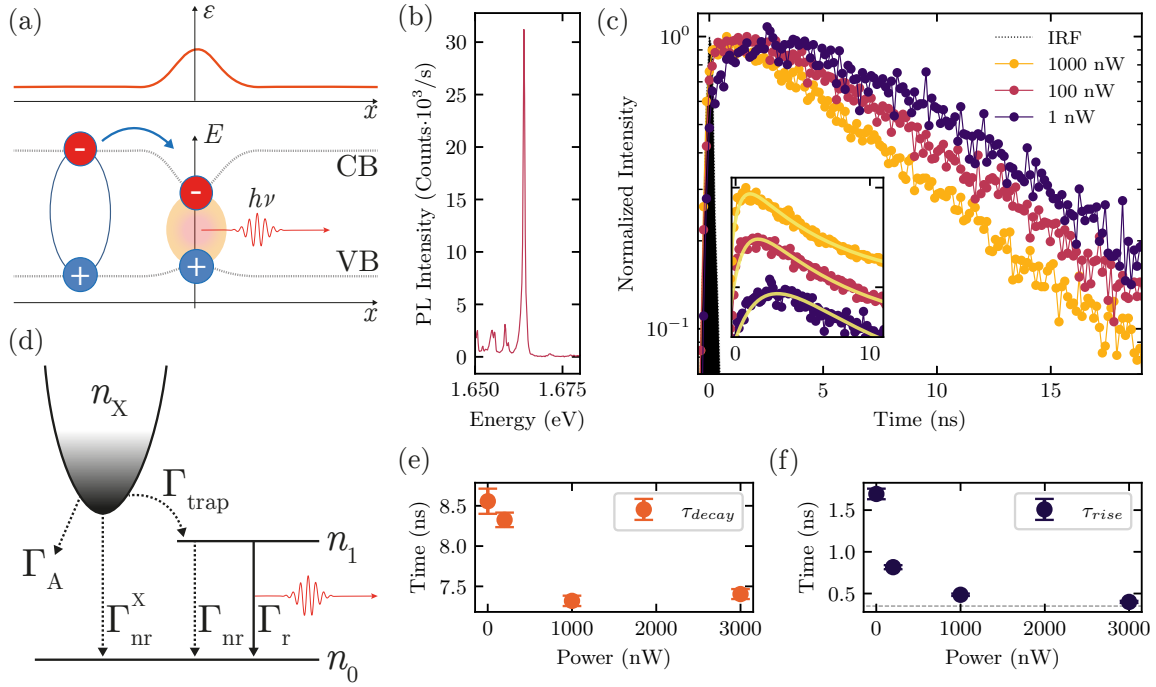 (a)
ε
x
E
-
-
CB
hν
+
+
VB
x
(b)
PL Intensity (Counts·10³/s)
30
25
20
15
10
5
0
1.650
1.680
Energy (eV)
(c)
Normalized Intensity
10⁰
10⁻¹
IRF
1000 nW
100 nW
1 nW
0
10
0
5
10
15
Time (ns)
(d)
n_X
Γ_trap
n_1
Γ_A
Γ_nr^X
Γ_nr
Γ_r
n_0
(e)
Time (ns)
8.5
8.0
7.5
τ_decay
0
1000
2000
3000
Power (nW)
(f)
Time (ns)
1.5
1.0
0.5
τ_rise
0
1000
2000
3000
Power (nW)